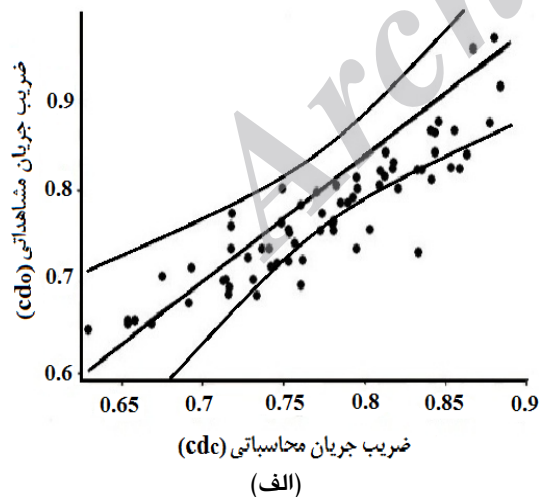 Arch
ضریب جریان مشاهداتی (cdo)
0.9
0.8
0.7
0.6
0.65 0.7 0.75 0.8 0.85 0.9
ضریب جریان محاسباتی (cdc)
(الف)